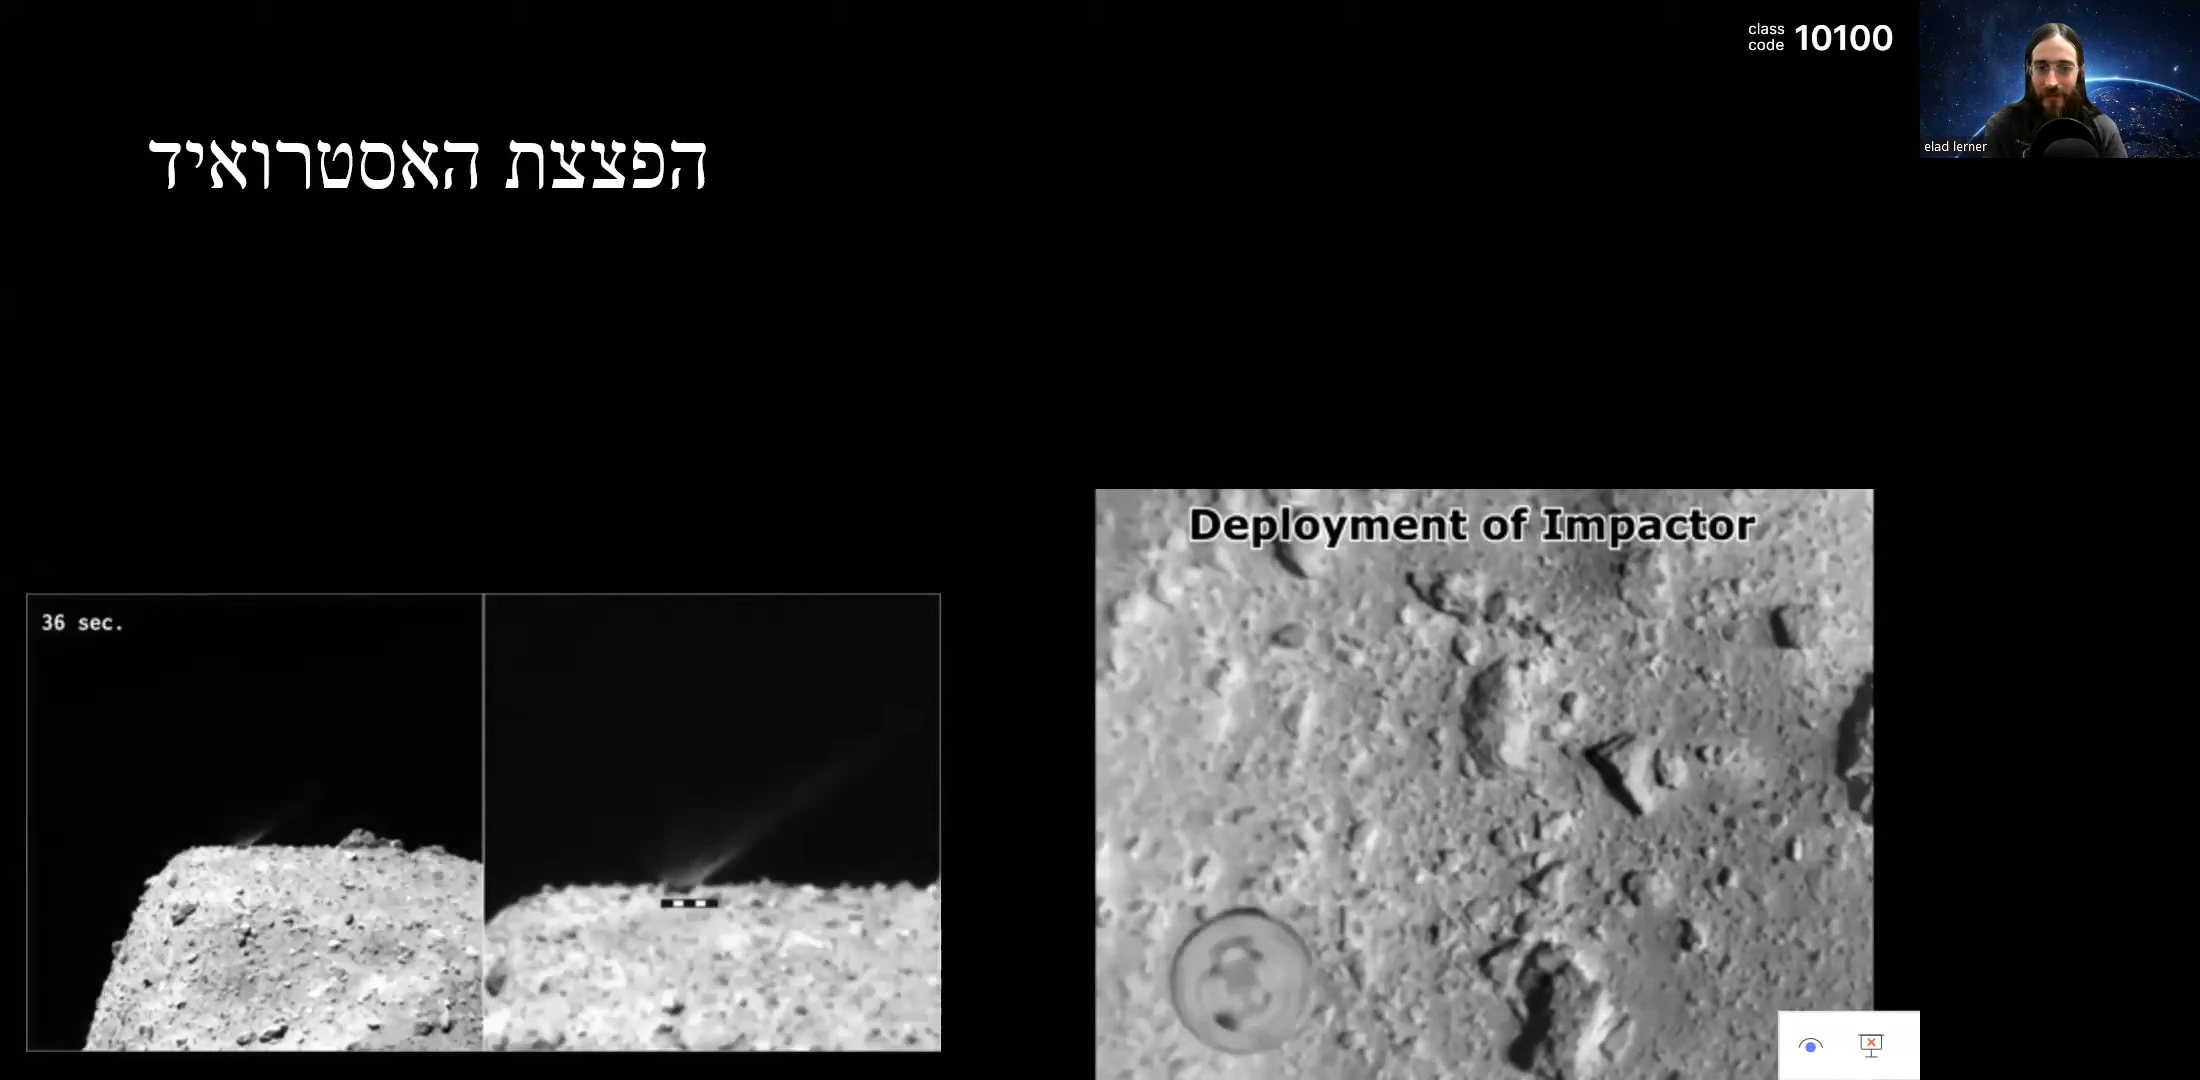 class
code 10100
elad lerner
הפצצת האסטרואיד
Deployment of Impactor
36 sec.